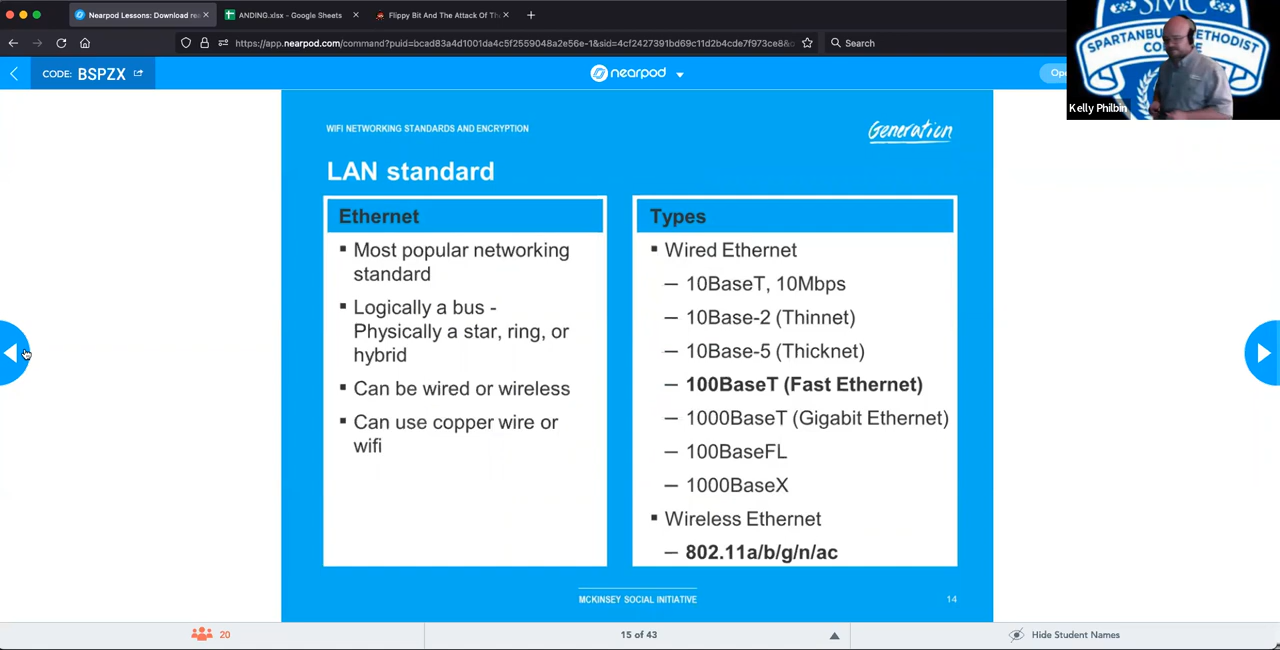 Nearpod Lessons: Download re
ANDING.xlsx - Google Sheets
Flippy Bit And The Attack Of Th
https://app.nearpod.com/command?puid=bcad83a4d1001da4c5f2559048a2e56e-1&sid=4cf2427391bd69c11d2b4cde7f973ce8&
Search
CODE: BSPZX
nearpod
Ope
SMC
SPARTANBURG METHODIST
Kelly Philbin
WIFI NETWORKING STANDARDS AND ENCRYPTION
Generation
LAN standard
Ethernet
▪ Most popular networking
standard
▪ Logically a bus -
Physically a star, ring, or
hybrid
▪ Can be wired or wireless
▪ Can use copper wire or
wifi
Types
▪ Wired Ethernet
— 10BaseT, 10Mbps
— 10Base-2 (Thinnet)
— 10Base-5 (Thicknet)
— 100BaseT (Fast Ethernet)
— 1000BaseT (Gigabit Ethernet)
— 100BaseFL
— 1000BaseX
▪ Wireless Ethernet
— 802.11a/b/g/n/ac
MCKINSEY SOCIAL INITIATIVE
14
20
15 of 43
Hide Student Names